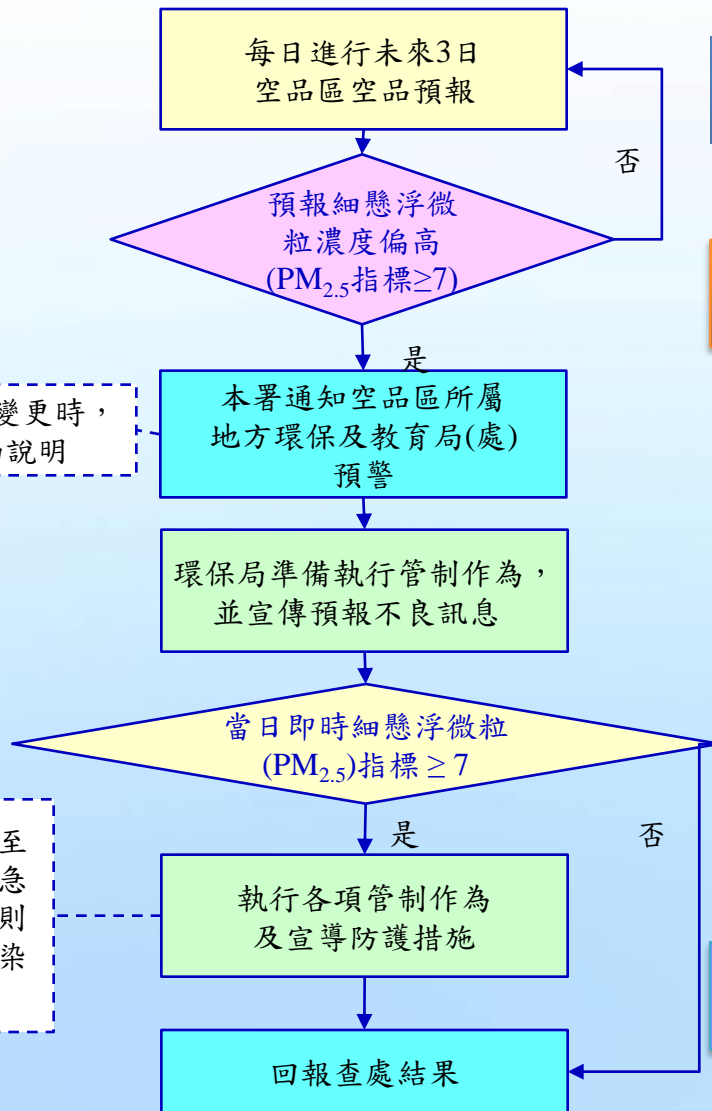 每日進行未來3日
空品區空品預報
否
預報細懸浮微
粒濃度偏高
(PM2.5指標≥7)
是
變更時，
說明
本署通知空品區所屬
地方環保及教育局(處)
預警
環保局準備執行管制作為，
並宣傳預報不良訊息
當日即時細懸浮微粒
(PM2.5)指標 ≥ 7
是
否
至
急
則
染
執行各項管制作為
及宣導防護措施
回報查處結果